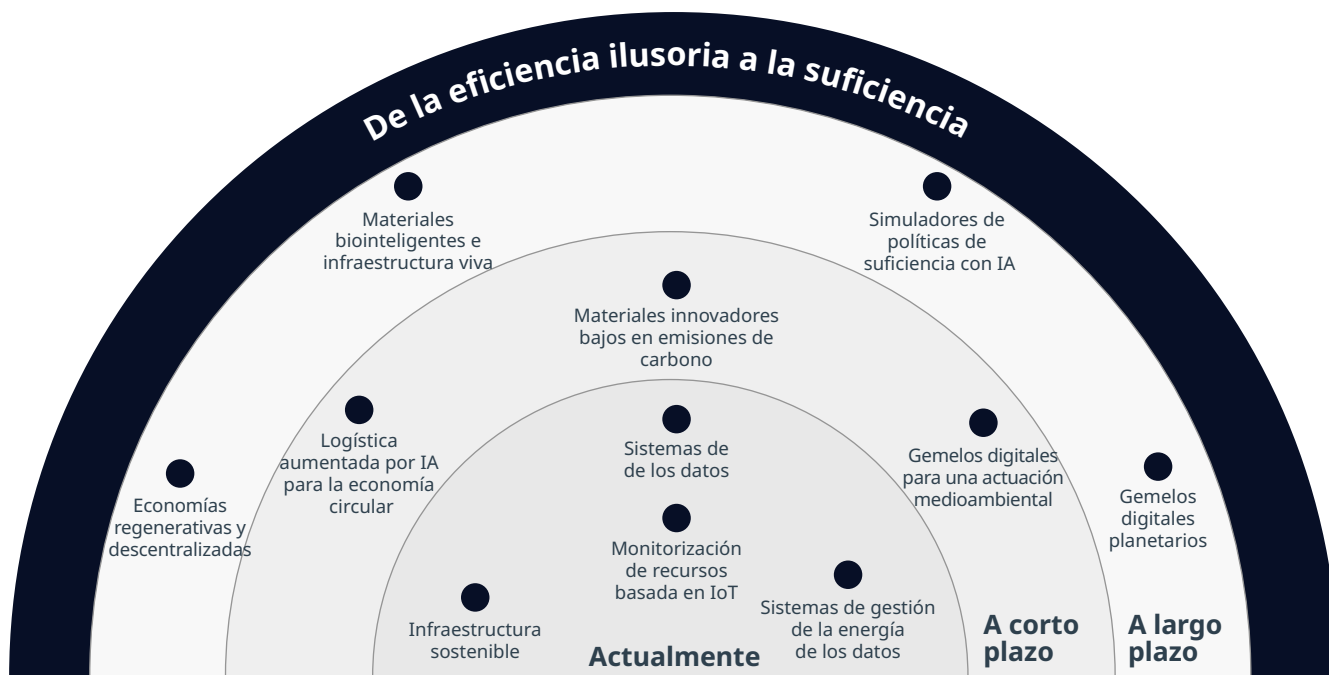 De la eficiencia ilusoria a la suficiencia
Materiales
biointeligentes e
infraestructura viva
Simuladores de
políticas de
suficiencia con IA
Materiales innovadores
bajos en emisiones de
carbono
Logística
aumentada por IA
para la economía
circular
Sistemas de
de los datos
Gemelos digitales
para una actuación
medioambiental
Economías
regenerativas y
descentralizadas
Gemelos
digitales
planetarios
Monitorización
de recursos
basada en IoT
Infraestructura
sostenible
Sistemas de gestión
de la energía
de los datos
Actualmente
A corto
plazo
A largo
plazo